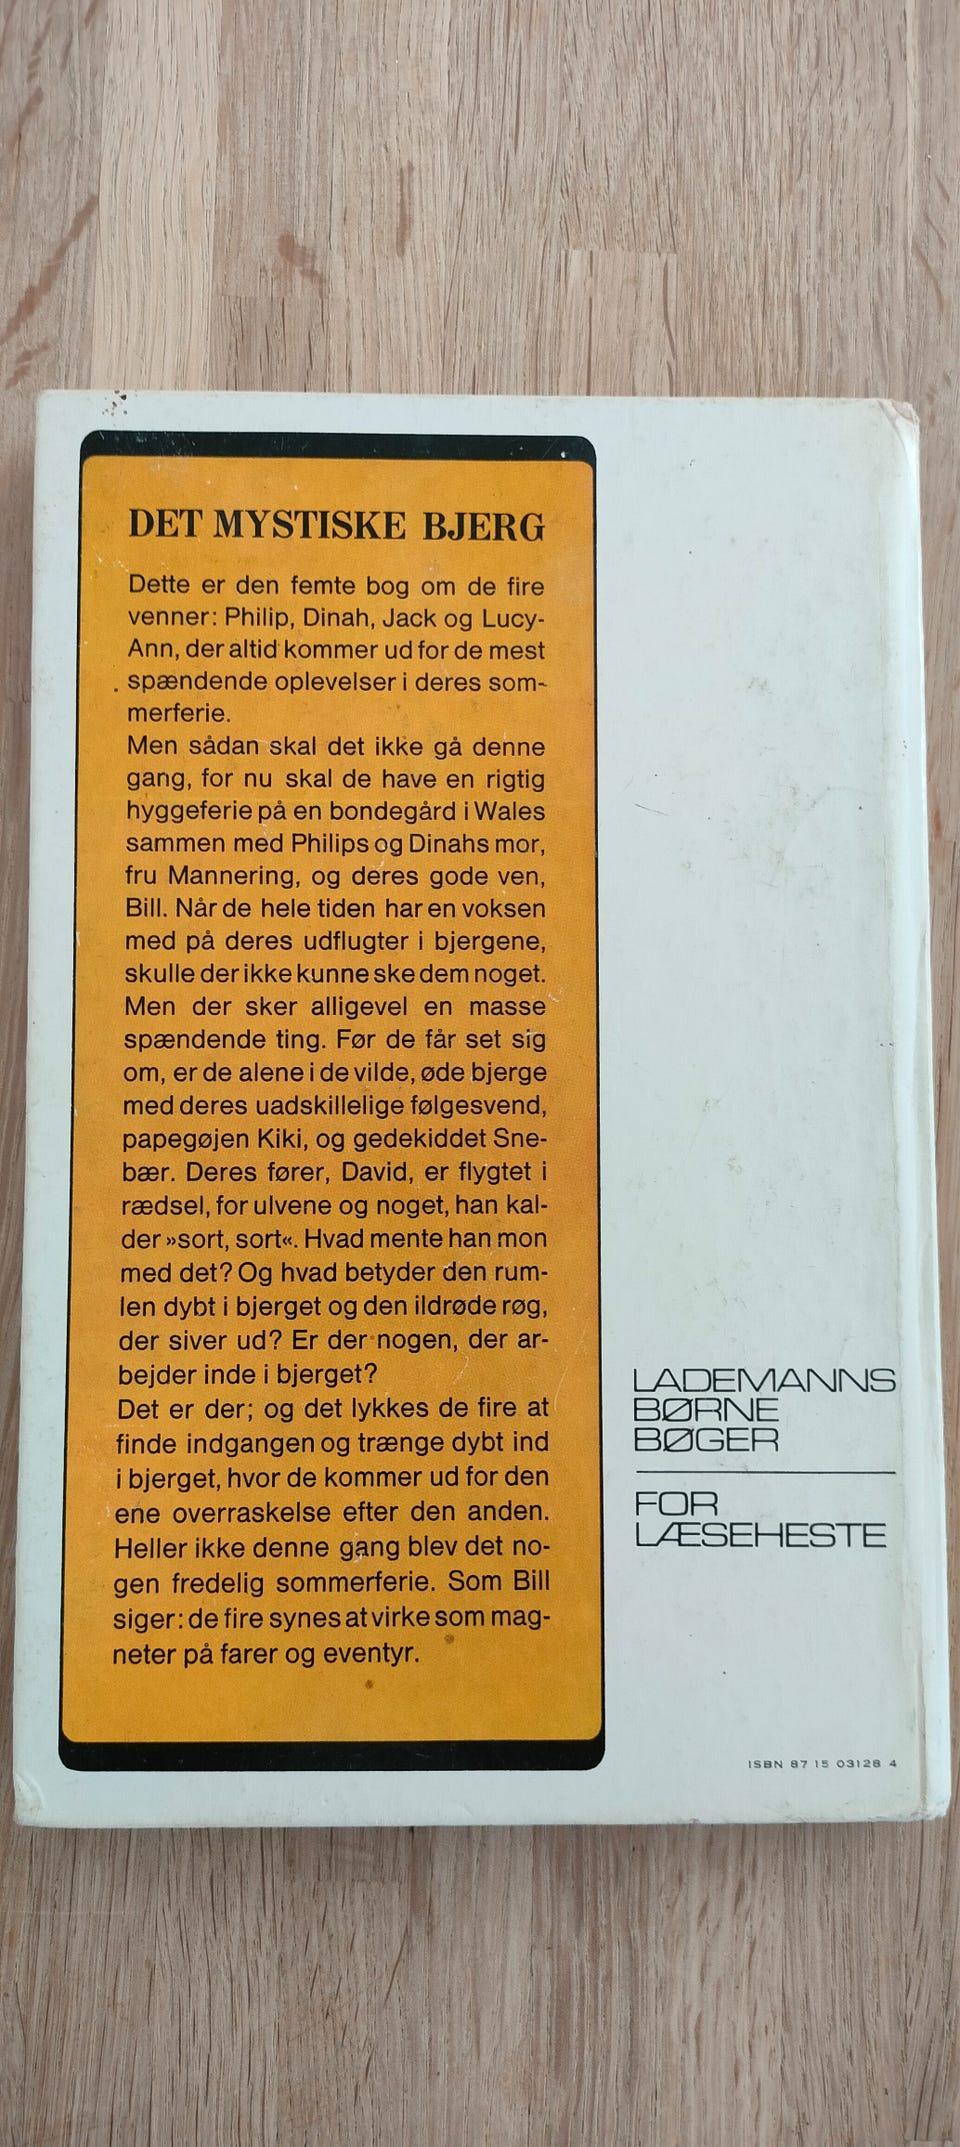 DET MYSTISKE BJERG
Dette er den femte bog om de fire
venner: Philip, Dinah, Jack og Lucy-
Ann, der altid kommer ud for de mest
spændende oplevelser i deres som-
merferie.
Men sådan skal det ikke gå denne
gang, for nu skal de have en rigtig
hyggeferie på en bondegård i Wales
sammen med Philips og Dinahs mor,
fru Mannering, og deres gode ven,
Bill. Når de hele tiden har en voksen
med på deres udflugter i bjergene,
skulle der ikke kunne ske dem noget.
Men der sker alligevel en masse
spændende ting. Før de får set sig
om, er de alene i de vilde, øde bjerge
med deres uadskillelige følgesvend,
papegøjen Kiki, og gedekiddet Sne-
bær. Deres fører, David, er flygtet i
rædsel, for ulvene og noget, han kal-
der »sort, sort«. Hvad mente han mon
med det? Og hvad betyder den rum-
len dybt i bjerget og den ildrøde røg,
der siver ud? Er der nogen, der ar-
bejder inde i bjerget?
Det er der; og det lykkes de fire at
finde indgangen og trænge dybt ind
i bjerget, hvor de kommer ud for den
ene overraskelse efter den anden.
Heller ikke denne gang blev det no-
gen fredelig sommerferie. Som Bill
siger: de fire synes at virke som mag-
neter på farer og eventyr.
LADEMANNS
BØRNE
BØGER
FOR
LÆSEHESTE
ISBN 87 15 03128 4